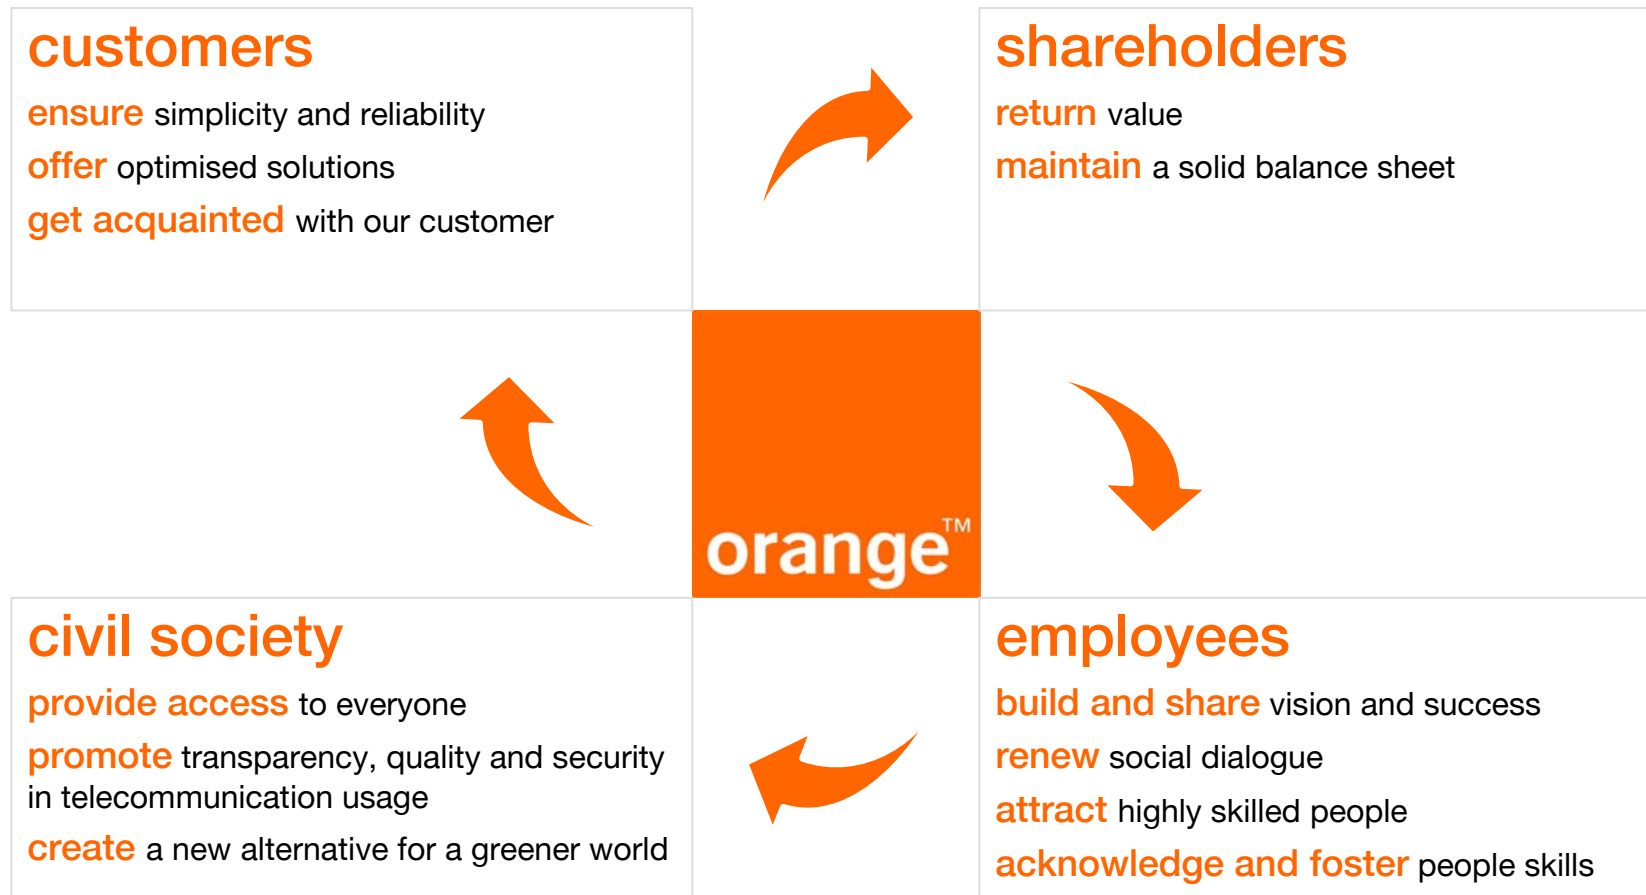 customers
ensure simplicity and reliability
offer optimised solutions
get acquainted with our customer
shareholders
return value
maintain a solid balance sheet
orange™
civil society
provide access to everyone
promote transparency, quality and security
in telecommunication usage
create a new alternative for a greener world
employees
build and share vision and success
renew social dialogue
attract highly skilled people
acknowledge and foster people skills